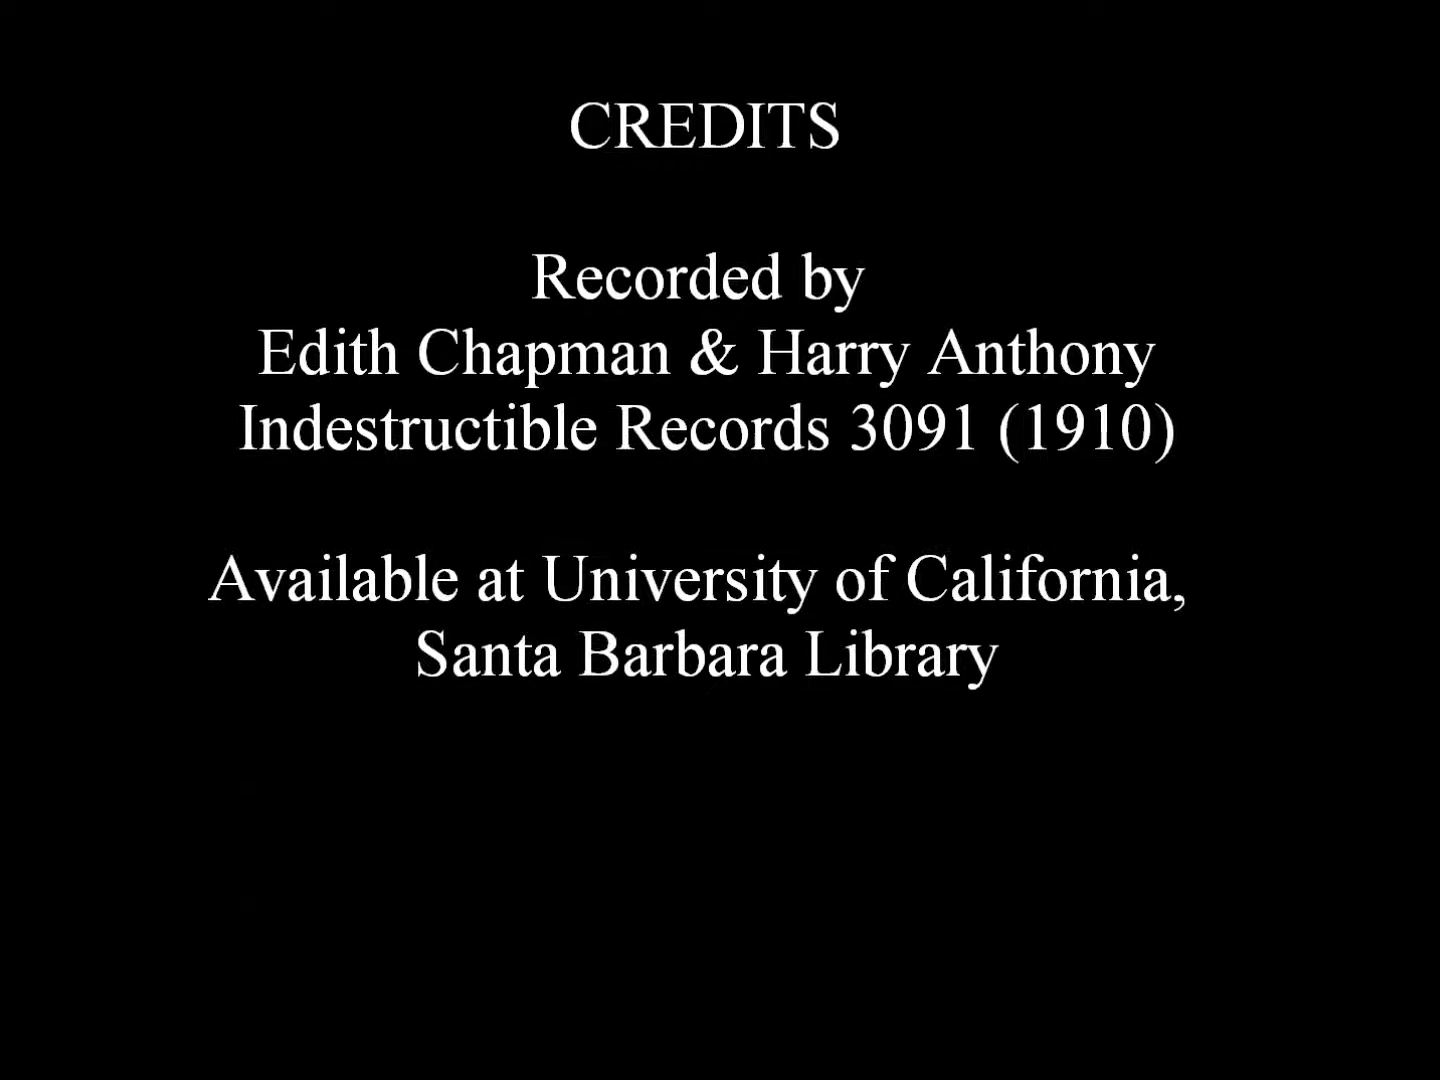 CREDITS
Recorded by
Edith Chapman & Harry Anthony
Indestructible Records 3091 (1910)
Available at University of California,
Santa Barbara Library